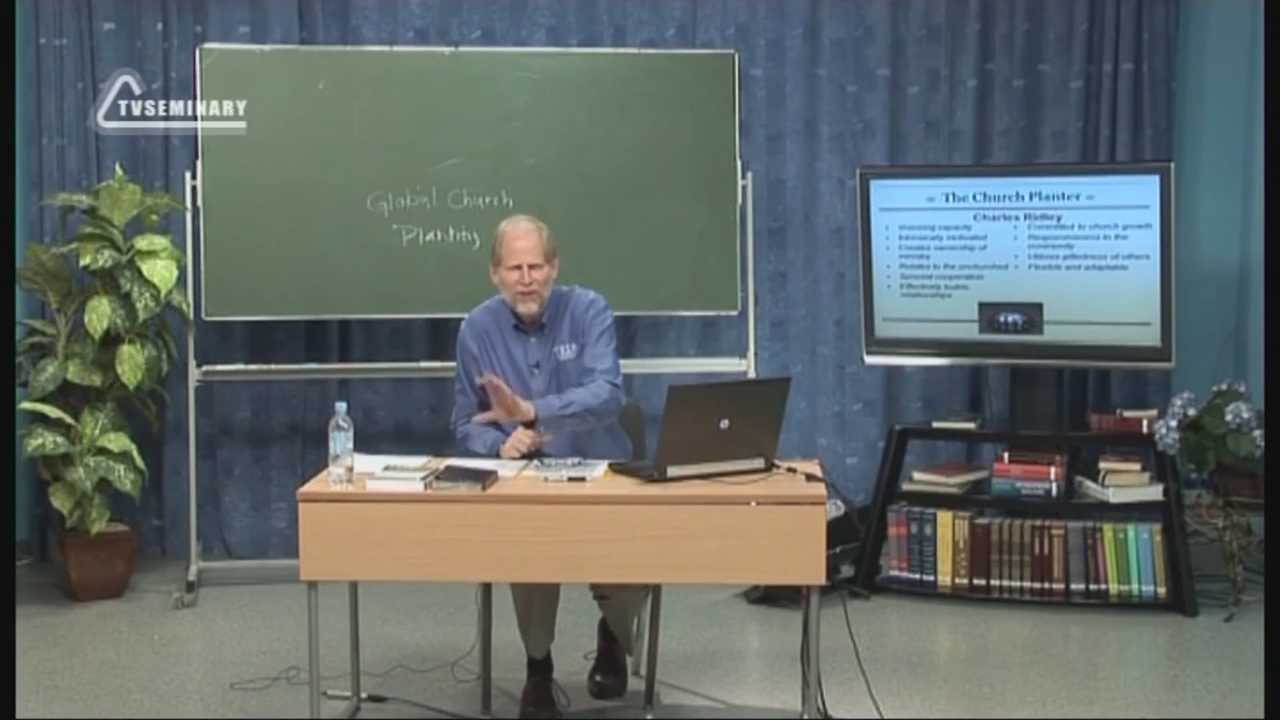 TVSEMINARY
Global Church
Planting
The Church Planter
Charles Ridley
Visioning capacity
Intrinsically motivated
Creates ownership of
ministry
Relates to the unchurched
Effectively builds
relationships
Committed to church growth
Responsiveness to the
community
Utilizes giftedness of others
Flexible and adaptable
hp